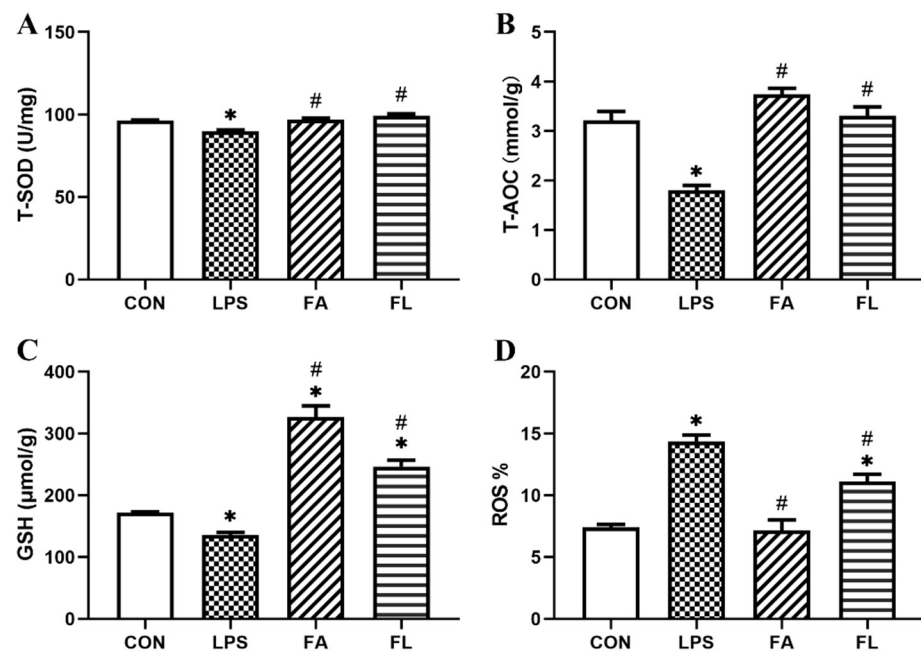 A
T-SOD (U/mg)
150
100
50
0
*
#
#
CON LPS FA FL
B
T-AOC (mmol/g)
5
4
3
2
1
0
*
#
#
CON LPS FA FL
C
GSH (μmol/g)
400
300
200
100
0
*
#
*
#
*
CON LPS FA FL
D
ROS %
20
15
10
5
0
*
#
#
*
CON LPS FA FL